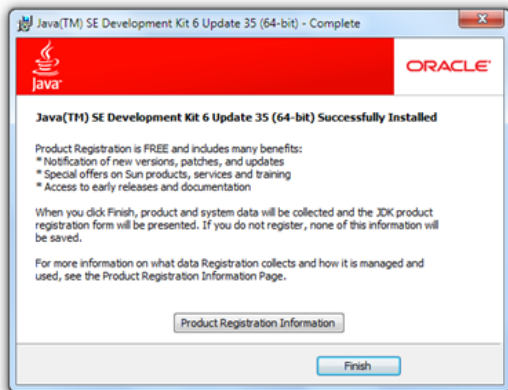 Java(TM) SE Development Kit 6 Update 35 (64-bit) - Complete
Java
ORACLE
Java(TM) SE Development Kit 6 Update 35 (64-bit) Successfully Installed
Product Registration is FREE and includes many benefits:
* Notification of new versions, patches, and updates
* Special offers on Sun products, services and training
* Access to early releases and documentation
When you click Finish, product and system data will be collected and the JDK product
registration form will be presented. If you do not register, none of this information will
be saved.
For more information on what data Registration collects and how it is managed and
used, see the Product Registration Information Page.
Product Registration Information
Finish